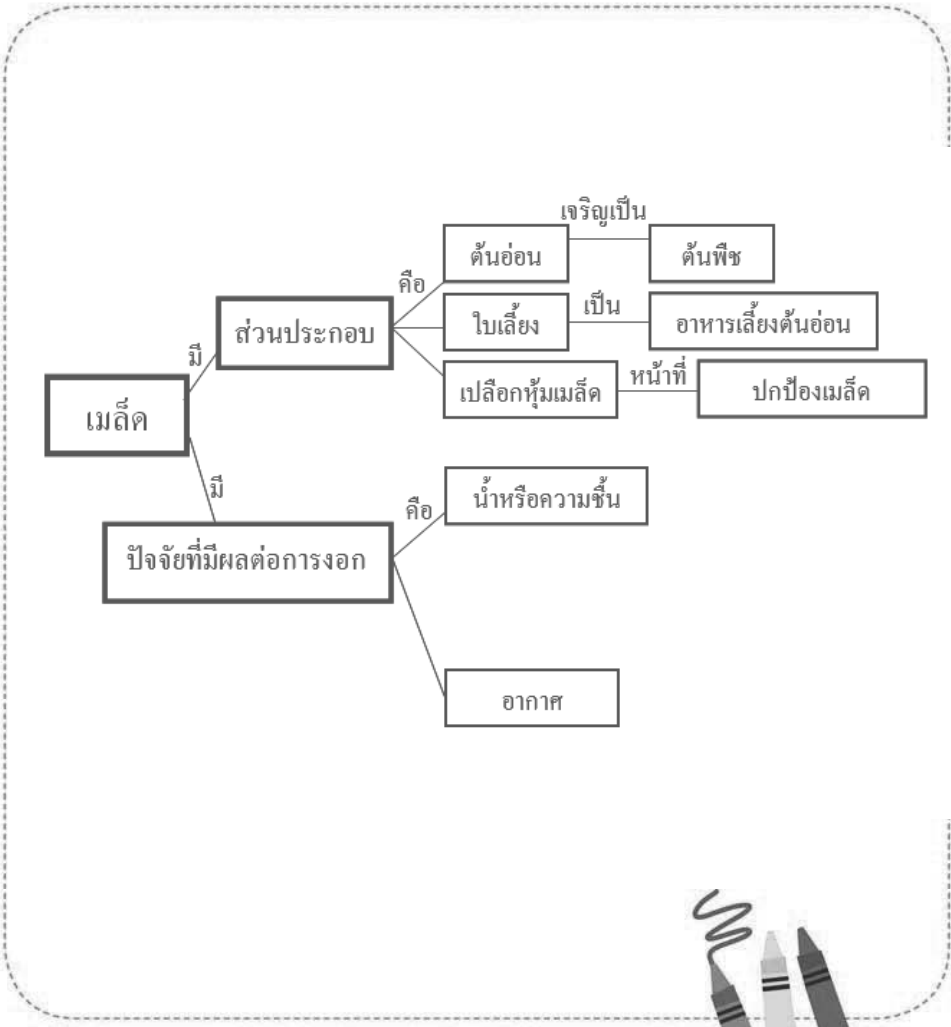 เจริญเป็น
ต้นอ่อน
ต้นพืช
คือ
ใบเลี้ยง
เป็น
อาหารเลี้ยงต้นอ่อน
ส่วนประกอบ
มี
เปลือกหุ้มเมล็ด
หน้าที่
ปกป้องเมล็ด
เมล็ด
มี
คือ
น้ำหรือความชื้น
ปัจจัยที่มีผลต่อการงอก
อากาศ